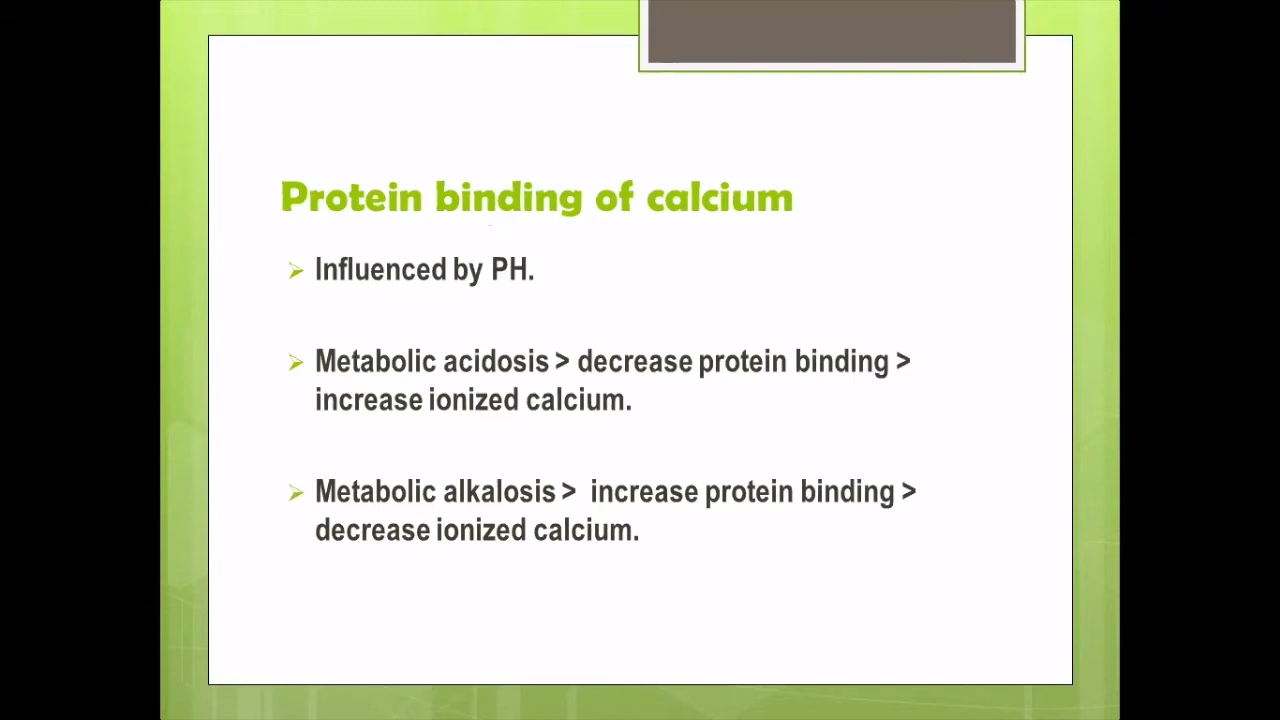 Protein binding of calcium
Influenced by PH.
Metabolic acidosis > decrease protein binding >
increase ionized calcium.
Metabolic alkalosis > increase protein binding >
decrease ionized calcium.